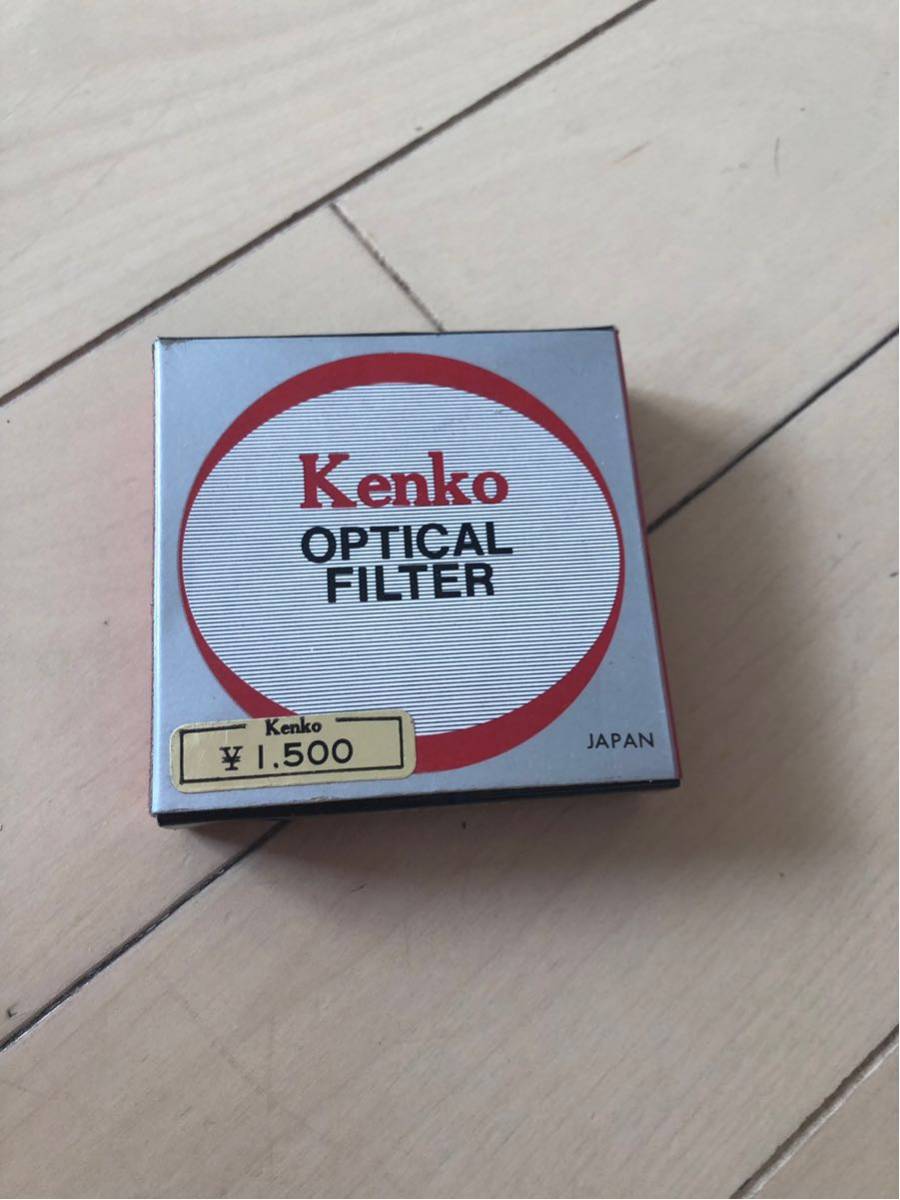 Kenko
OPTICAL
FILTER
Kenko
¥ 1.500
JAPAN